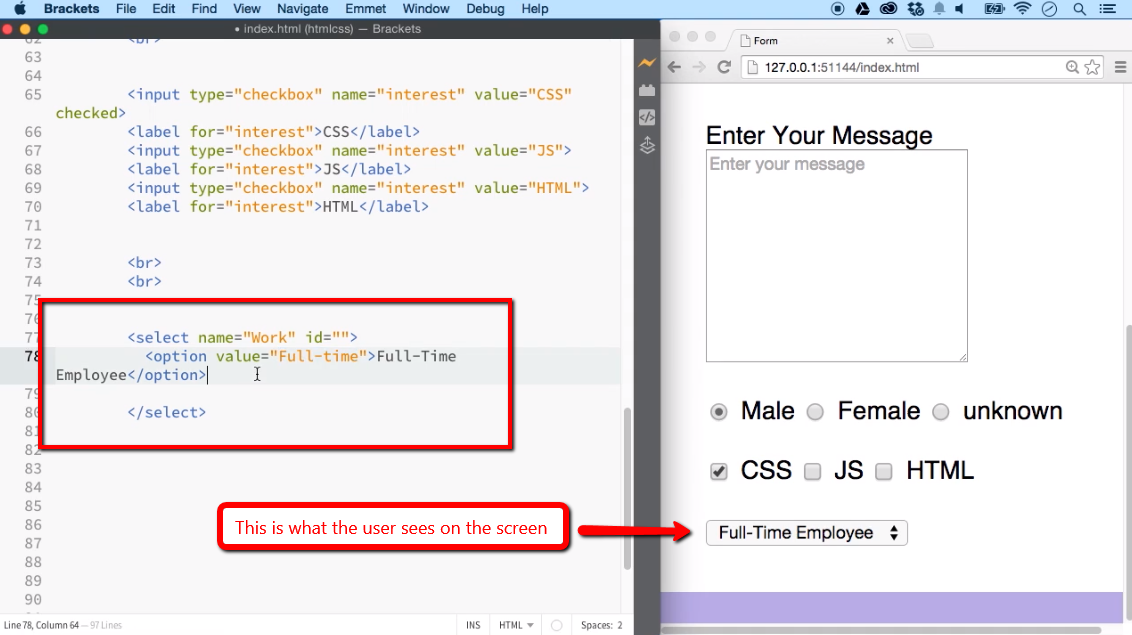 Brackets File Edit Find View Navigate Emmet Window Debug Help
• index.html (htmlcss) — Brackets
62 <br>
63
64
65 <input type="checkbox" name="interest" value="CSS"
checked>
66 <label for="interest">CSS</label>
67 <input type="checkbox" name="interest" value="JS">
68 <label for="interest">JS</label>
69 <input type="checkbox" name="interest" value="HTML">
70 <label for="interest">HTML</label>
71
72
73 <br>
74 <br>
75
76
77 <select name="Work" id="">
78 <option value="Full-time">Full-Time
Employee</option>
79
80 </select>
81
82
83
84
85
86
87
88
89
90
Line 78, Column 64 — 97 Lines
INS HTML Spaces: 2
This is what the user sees on the screen
Form
127.0.0.1:51144/index.html
Enter Your Message
Enter your message
Male Female unknown
CSS JS HTML
Full-Time Employee